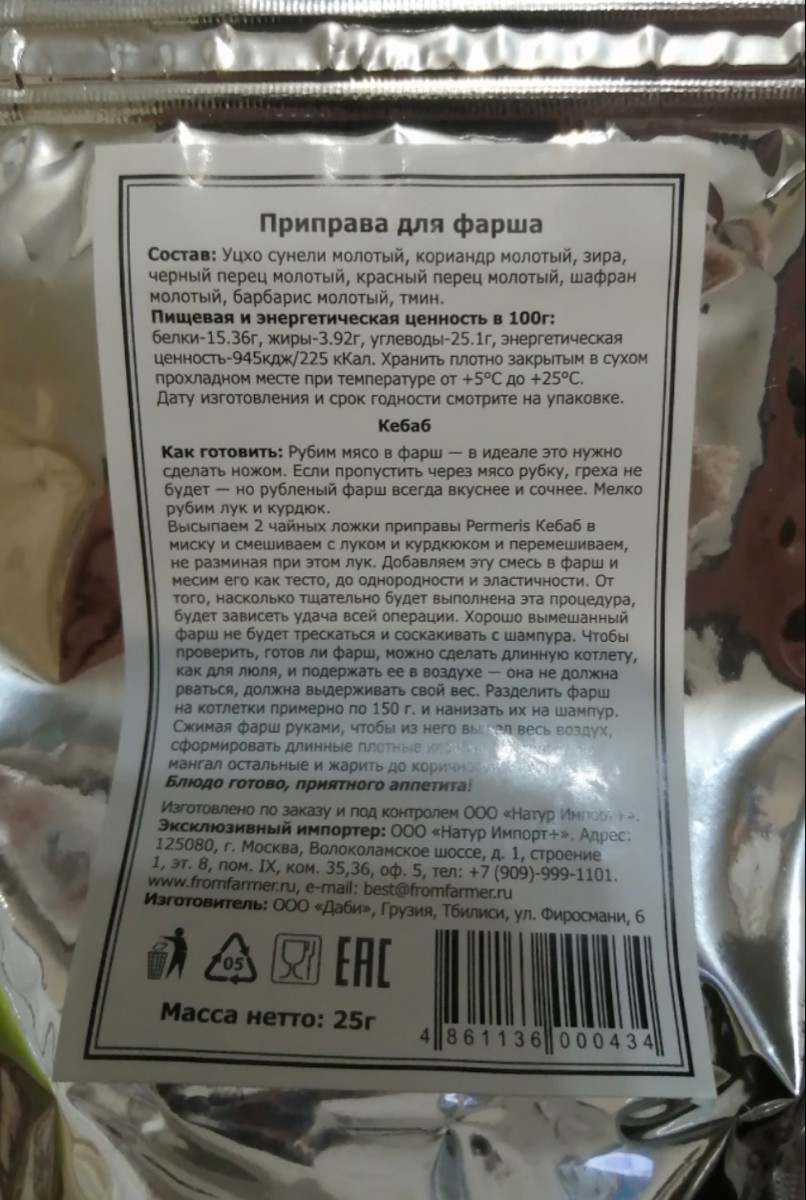 Приправа для фарша
Состав: Уцхо сунели молотый, кориандр молотый, зира,
черный перец молотый, красный перец молотый, шафран
молотый, барбарис молотый, тмин.
Пищевая и энергетическая ценность в 100г:
белки-15.36г, жиры-3.92г, углеводы-25.1г, энергетическая
ценность-945кдж/225 кКал. Хранить плотно закрытым в сухом
прохладном месте при температуре от +5°С до +25°С.
Дату изготовления и срок годности смотрите на упаковке.
Кебаб
Как готовить: Рубим мясо в фарш — в идеале это нужно
сделать ножом. Если пропустить через мясо рубку, греха не
будет — но рубленый фарш всегда вкуснее и сочнее. Мелко
рубим лук и курдюк.
Высыпаем 2 чайных ложки приправы Permeris Кебаб в
миску и смешиваем с луком и курдкюком и перемешиваем,
не разминая при этом лук. Добавляем эту смесь в фарш и
месим его как тесто, до однородности и эластичности. От
того, насколько тщательно будет выполнена эта процедура,
будет зависеть удача всей операции. Хорошо вымешанный
фарш не будет трескаться и соскакивать с шампура. Чтобы
проверить, готов ли фарш, можно сделать длинную котлету,
как для люля, и подержать ее в воздухе — она не должна
рваться, должна выдерживать свой вес. Разделить фарш
на котлетки примерно по 150 г. и нанизать их на шампур.
Сжимая фарш руками, чтобы из него вышел весь воздух,
сформировать длинные плотные
мангал остальные и жарить до
Блюдо готово, приятного аппетита!
Изготовлено по заказу и под контролем ООО «Натур Импорт+».
Эксклюзивный импортер: ООО «Натур Импорт+». Адрес:
125080, г. Москва, Волоколамское шоссе, д. 1, строение
1, эт. 8, пом. IX, ком. 35,36, оф. 5, тел: +7 (909)-999-1101.
www.fromfarmer.ru, e-mail: best@fromfarmer.ru
Изготовитель: ООО «Даби», Грузия, Тбилиси, ул. Фиросмани, 6
05 EAC
Масса нетто: 25г
4 861136 000434